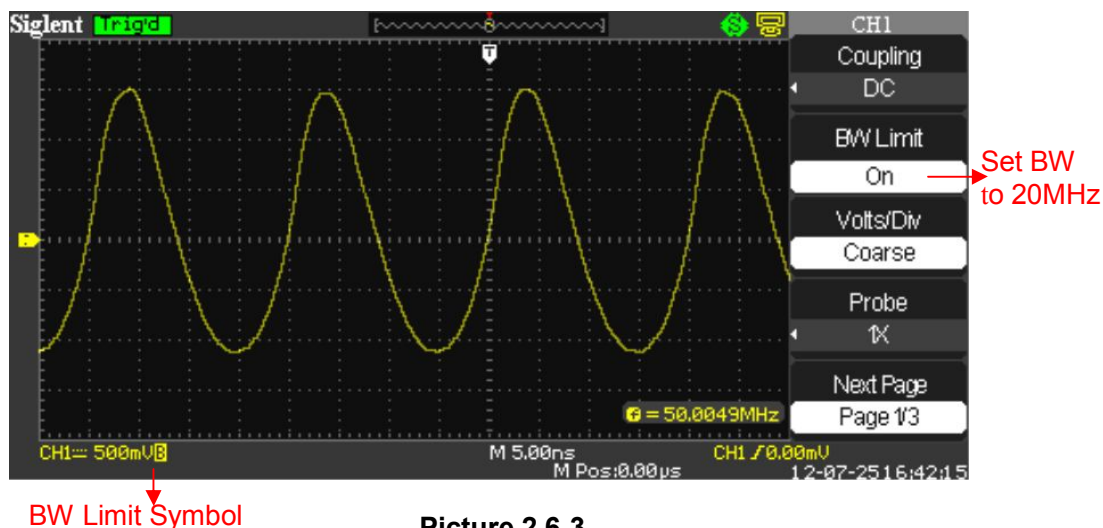 Siglent Trig'd CH1
T
Coupling
DC
BW Limit
On
Set BW
to 20MHz
Volts/Div
Coarse
Probe
1X
Next Page
Page 1/3
f = 50.0049MHz
CH1 500mVB M 5.00ns CH1 0.00mV
M Pos:0.00µs 12-07-25 16:42:15
BW Limit Symbol
Picture 2.6-3